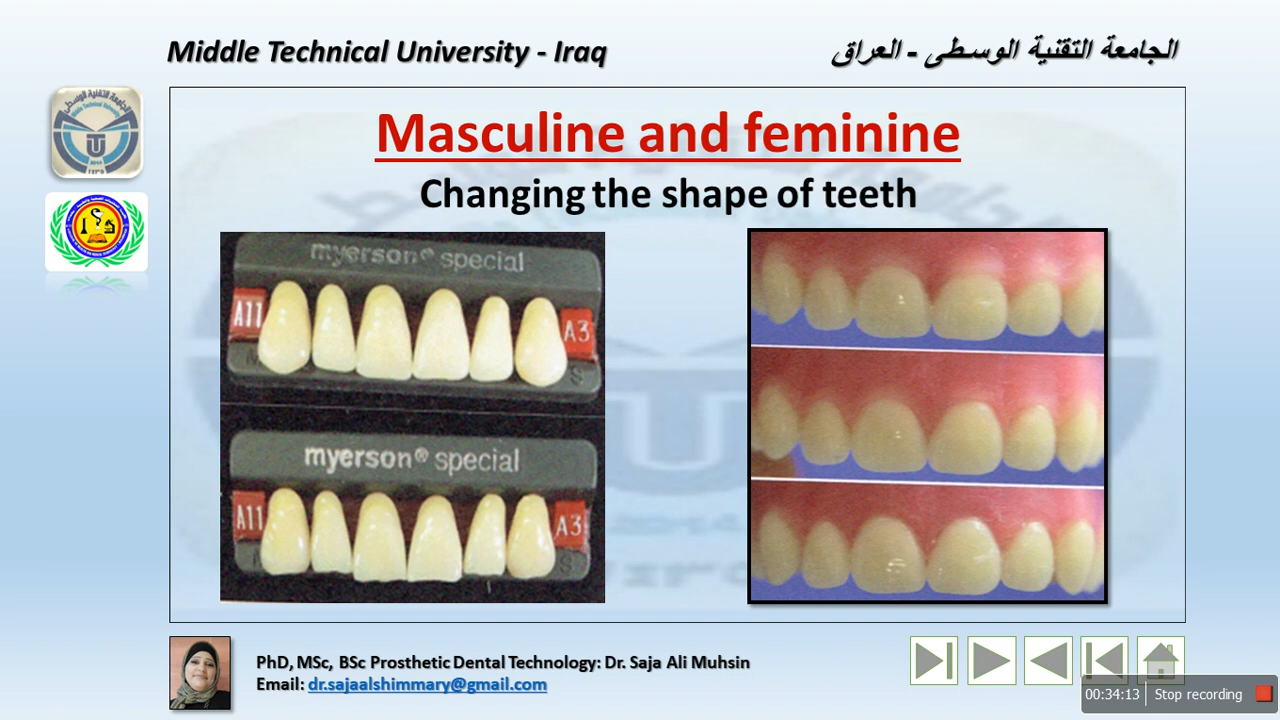 Middle Technical University - Iraq
الجامعة التقنية الوسطى - العراق
Masculine and feminine
Changing the shape of teeth
myerson® special
A11
A3
S
myerson® special
A11
A3
S
PhD, MSc, BSc Prosthetic Dental Technology: Dr. Saja Ali Muhsin
Email: dr.sajaalshimmary@gmail.com
00:34:13 Stop recording